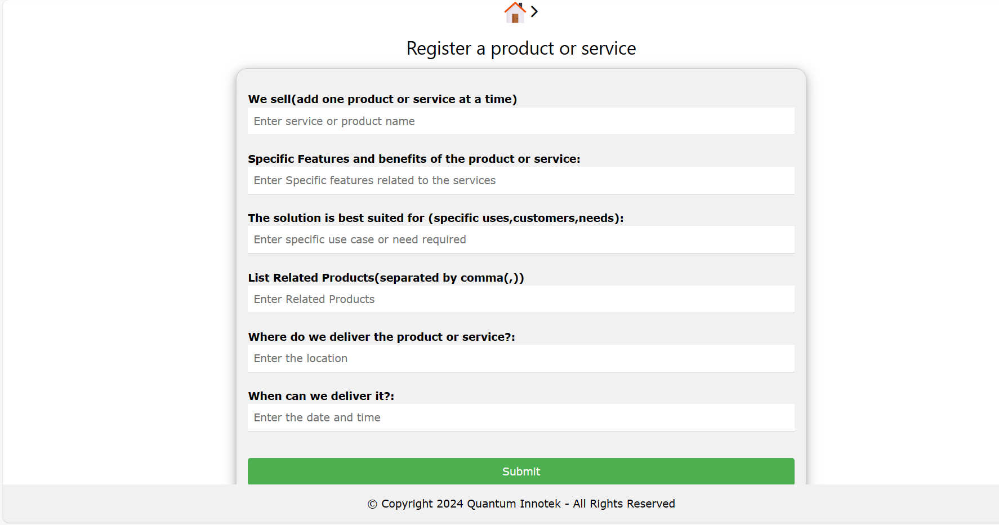 Register a product or service
We sell(add one product or service at a time)
Enter service or product name
Specific Features and benefits of the product or service:
Enter Specific features related to the services
The solution is best suited for (specific uses,customers,needs):
Enter specific use case or need required
List Related Products(separated by comma(,))
Enter Related Products
Where do we deliver the product or service?:
Enter the location
When can we deliver it?:
Enter the date and time
Submit
© Copyright 2024 Quantum Innotek - All Rights Reserved